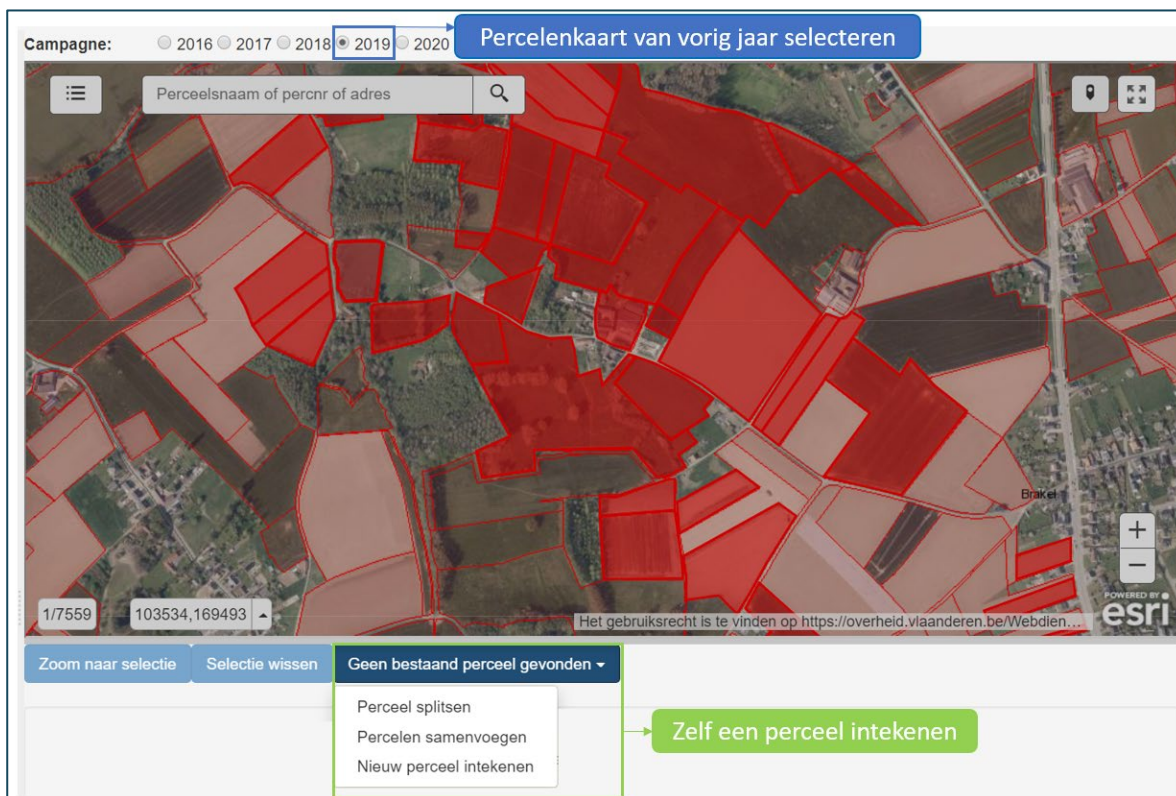 Campagne: 2016 2017 2018 2019 2020
Percelenkaart van vorig jaar selecteren
Perceelsnaam of percnr of adres
Brakel
+
−
1/7559
103534,169493
Het gebruiksrecht is te vinden op https://overheid.vlaanderen.be/Webdien...
POWERED BY
esri
Zoom naar selectie
Selectie wissen
Geen bestaand perceel gevonden
Perceel splitsen
Percelen samenvoegen
Nieuw perceel intekenen
Zelf een perceel intekenen